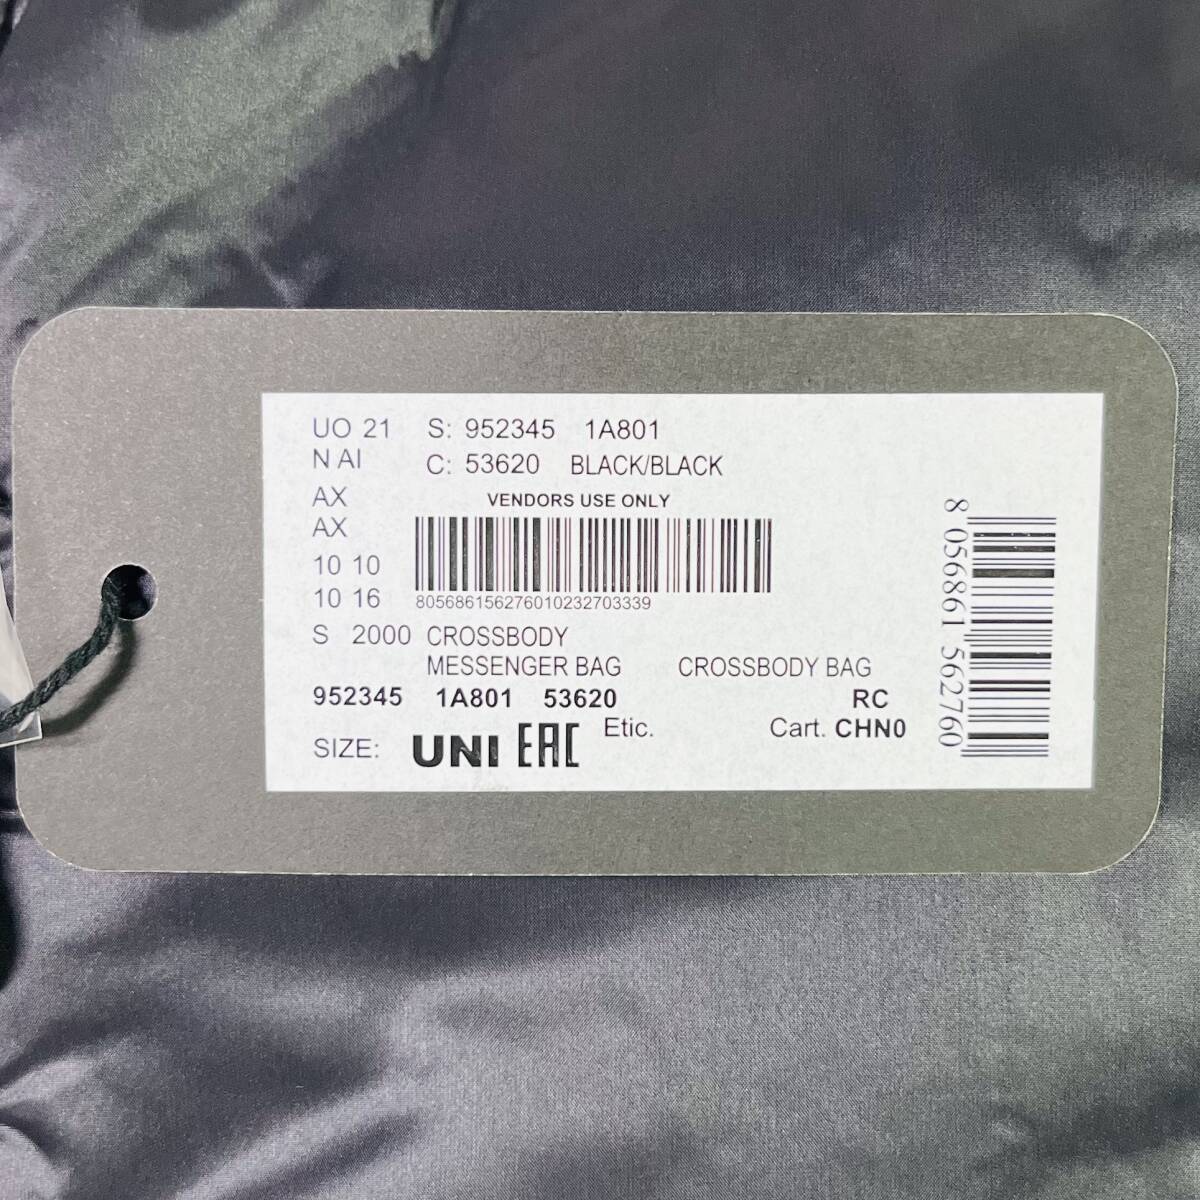 UO 21 S: 952345 1A801
N AI C: 53620 BLACK/BLACK
AX VENDORS USE ONLY
AX
10 10
10 16 805686156276010232703339
S 2000 CROSSBODY
MESSENGER BAG CROSSBODY BAG
952345 1A801 53620 RC
SIZE: UNI EAC Etic. Cart. CHN0
8 056861 562760